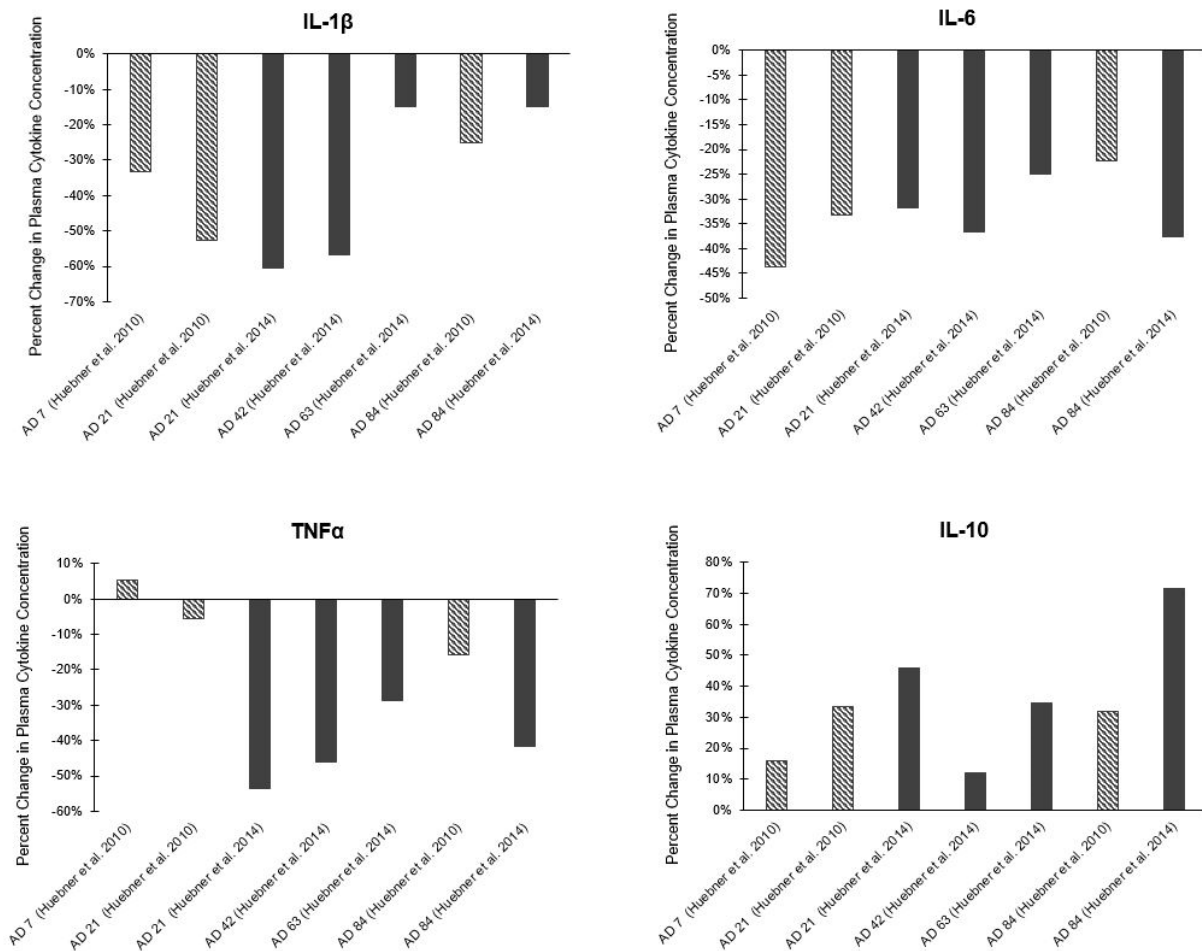 IL-1β
Percent Change in Plasma Cytokine Concentration
0%
-10%
-20%
-30%
-40%
-50%
-60%
-70%
AD 7 (Huebner et al. 2010)
AD 21 (Huebner et al. 2010)
AD 21 (Huebner et al. 2014)
AD 42 (Huebner et al. 2014)
AD 63 (Huebner et al. 2014)
AD 84 (Huebner et al. 2010)
AD 84 (Huebner et al. 2014)
IL-6
Percent Change in Plasma Cytokine Concentration
0%
-5%
-10%
-15%
-20%
-25%
-30%
-35%
-40%
-45%
-50%
AD 7 (Huebner et al. 2010)
AD 21 (Huebner et al. 2010)
AD 21 (Huebner et al. 2014)
AD 42 (Huebner et al. 2014)
AD 63 (Huebner et al. 2014)
AD 84 (Huebner et al. 2010)
AD 84 (Huebner et al. 2014)
TNFα
Percent Change in Plasma Cytokine Concentration
10%
0%
-10%
-20%
-30%
-40%
-50%
-60%
AD 7 (Huebner et al. 2010)
AD 21 (Huebner et al. 2010)
AD 21 (Huebner et al. 2014)
AD 42 (Huebner et al. 2014)
AD 63 (Huebner et al. 2014)
AD 84 (Huebner et al. 2010)
AD 84 (Huebner et al. 2014)
IL-10
Percent Change in Plasma Cytokine Concentration
80%
70%
60%
50%
40%
30%
20%
10%
0%
AD 7 (Huebner et al. 2010)
AD 21 (Huebner et al. 2010)
AD 21 (Huebner et al. 2014)
AD 42 (Huebner et al. 2014)
AD 63 (Huebner et al. 2014)
AD 84 (Huebner et al. 2010)
AD 84 (Huebner et al. 2014)